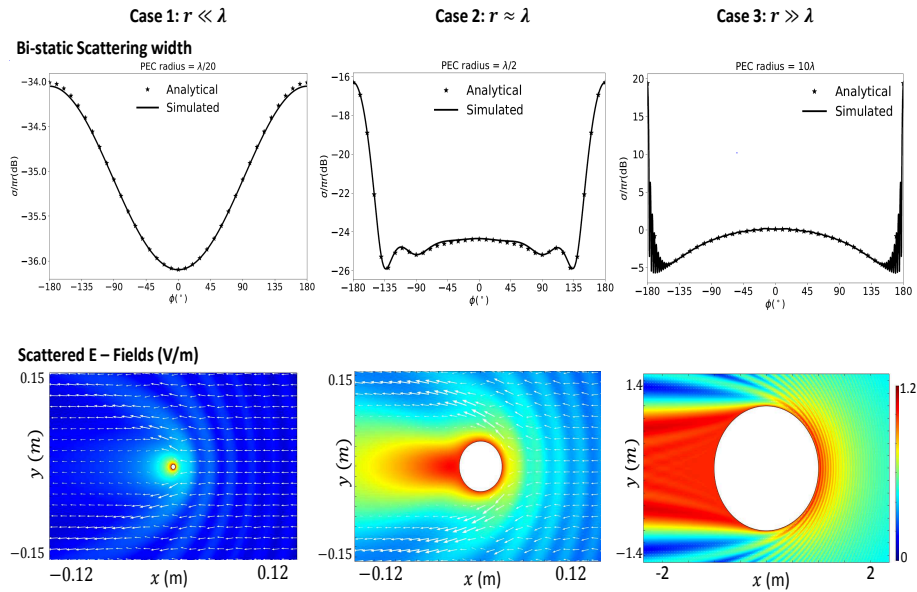 Case 1: r ≪ λ
Case 2: r ≈ λ
Case 3: r ≫ λ
Bi-static Scattering width
PEC radius = λ/20
−34.0
−34.5
−35.0
−35.5
−36.0
σ/πr(dB)
Analytical
Simulated
−180 −135 −90 −45 0 45 90 135 180
ϕ(°)
PEC radius = λ/2
−16
−18
−20
−22
−24
−26
σ/πr(dB)
Analytical
Simulated
−180 −135 −90 −45 0 45 90 135 180
ϕ(°)
PEC radius = 10λ
20
15
10
5
0
−5
σ/πr(dB)
Analytical
Simulated
−180 −135 −90 −45 0 45 90 135 180
ϕ(°)
Scattered E – Fields (V/m)
0.15
y (m)
−0.15
−0.12 x (m) 0.12
0.15
y (m)
−0.15
−0.12 x (m) 0.12
1.4
y (m)
−1.4
-2 x (m) 2
1.2
0